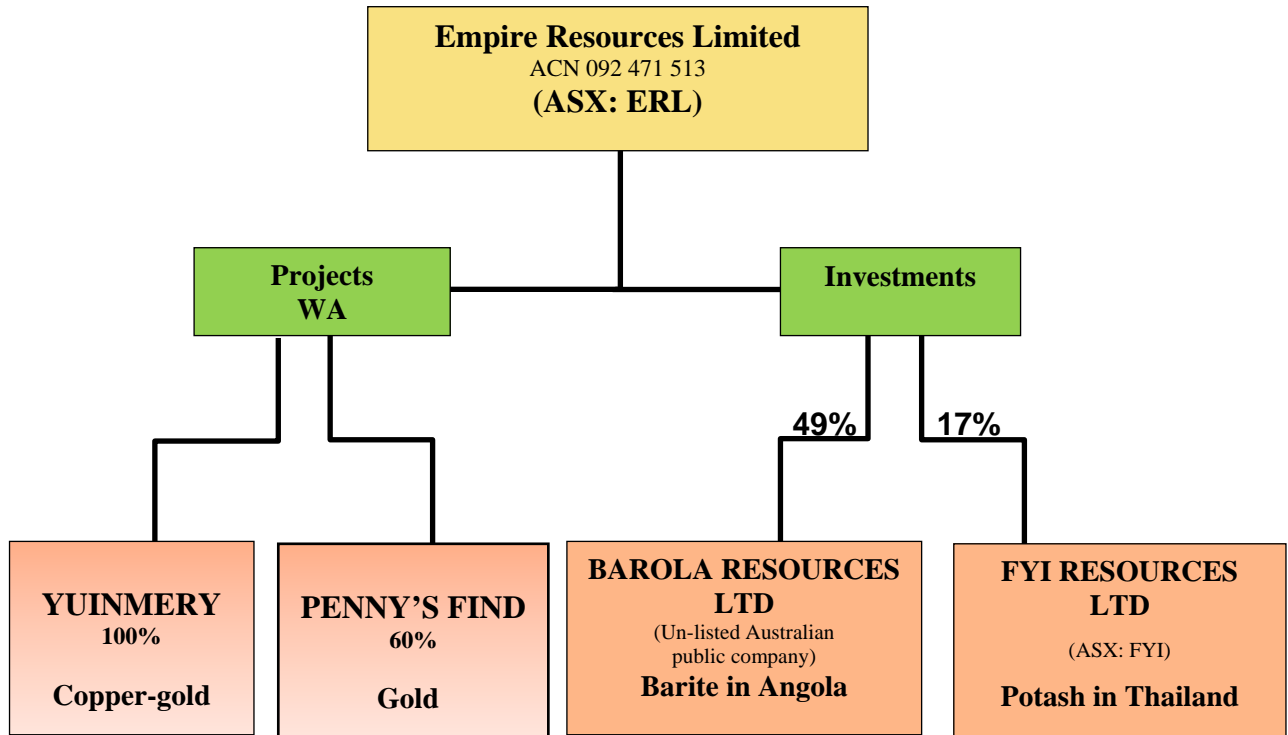 Empire Resources Limited
ACN 092 471 513
(ASX: ERL)
Projects
WA
Investments
49%
17%
YUINMERY
100%
Copper-gold
PENNY’S FIND
60%
Gold
BAROLA RESOURCES
LTD
(Un-listed Australian
public company)
Barite in Angola
FYI RESOURCES
LTD
(ASX: FYI)
Potash in Thailand